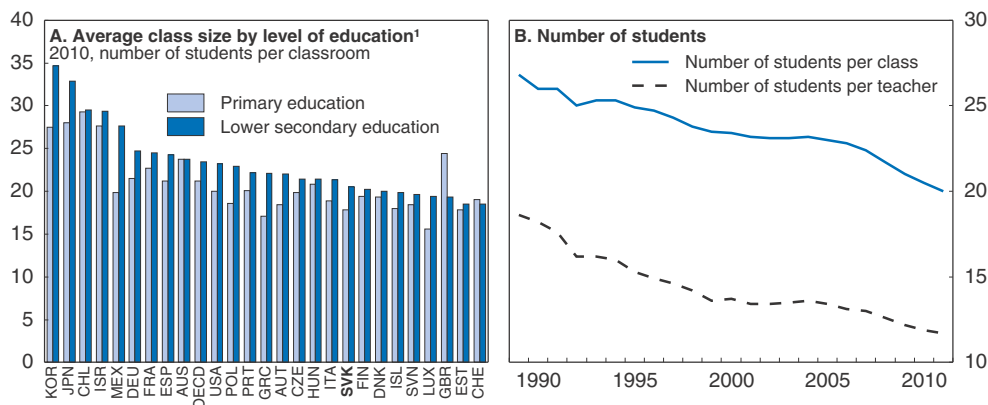 40
35
30
25
20
15
10
5
0
A. Average class size by level of education¹
2010, number of students per classroom
Primary education
Lower secondary education
KOR
JPN
CHL
ISR
MEX
DEU
FRA
ESP
AUS
OECD
USA
POL
PRT
GRC
AUT
CZE
HUN
ITA
SVK
FIN
DNK
ISL
SVN
LUX
GBR
EST
CHE
B. Number of students
Number of students per class
Number of students per teacher
30
25
20
15
10
1990
1995
2000
2005
2010